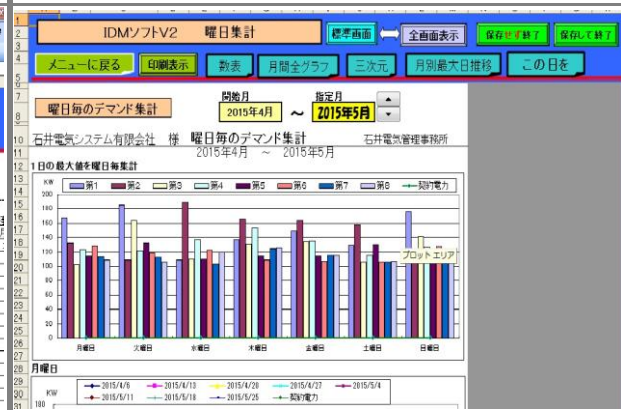 IDMソフトV2 曜日集計 標準画面 全画面表示 保存せず終了 保存して終了
メニューに戻る 印刷表示 数表 月間全グラフ 三次元 月別最大日推移 この日を
開始月 指定月
曜日毎のデマンド集計 2015年4月 ～ 2015年5月
石井電気システム有限会社 様 曜日毎のデマンド集計 石井電気管理事務所
2015年4月 ～ 2015年5月
1日の最大値を曜日毎集計
KW 第1 第2 第3 第4 第5 第6 第7 第8 契約電力
200
180
160
140
120
プロット エリア
100
80
60
40
20
0
月曜日 火曜日 水曜日 木曜日 金曜日 土曜日 日曜日
月曜日
KW 2015/4/6 2015/4/13 2015/4/20 2015/4/27 2015/5/4
2015/5/11 2015/5/18 2015/5/25 契約電力
180